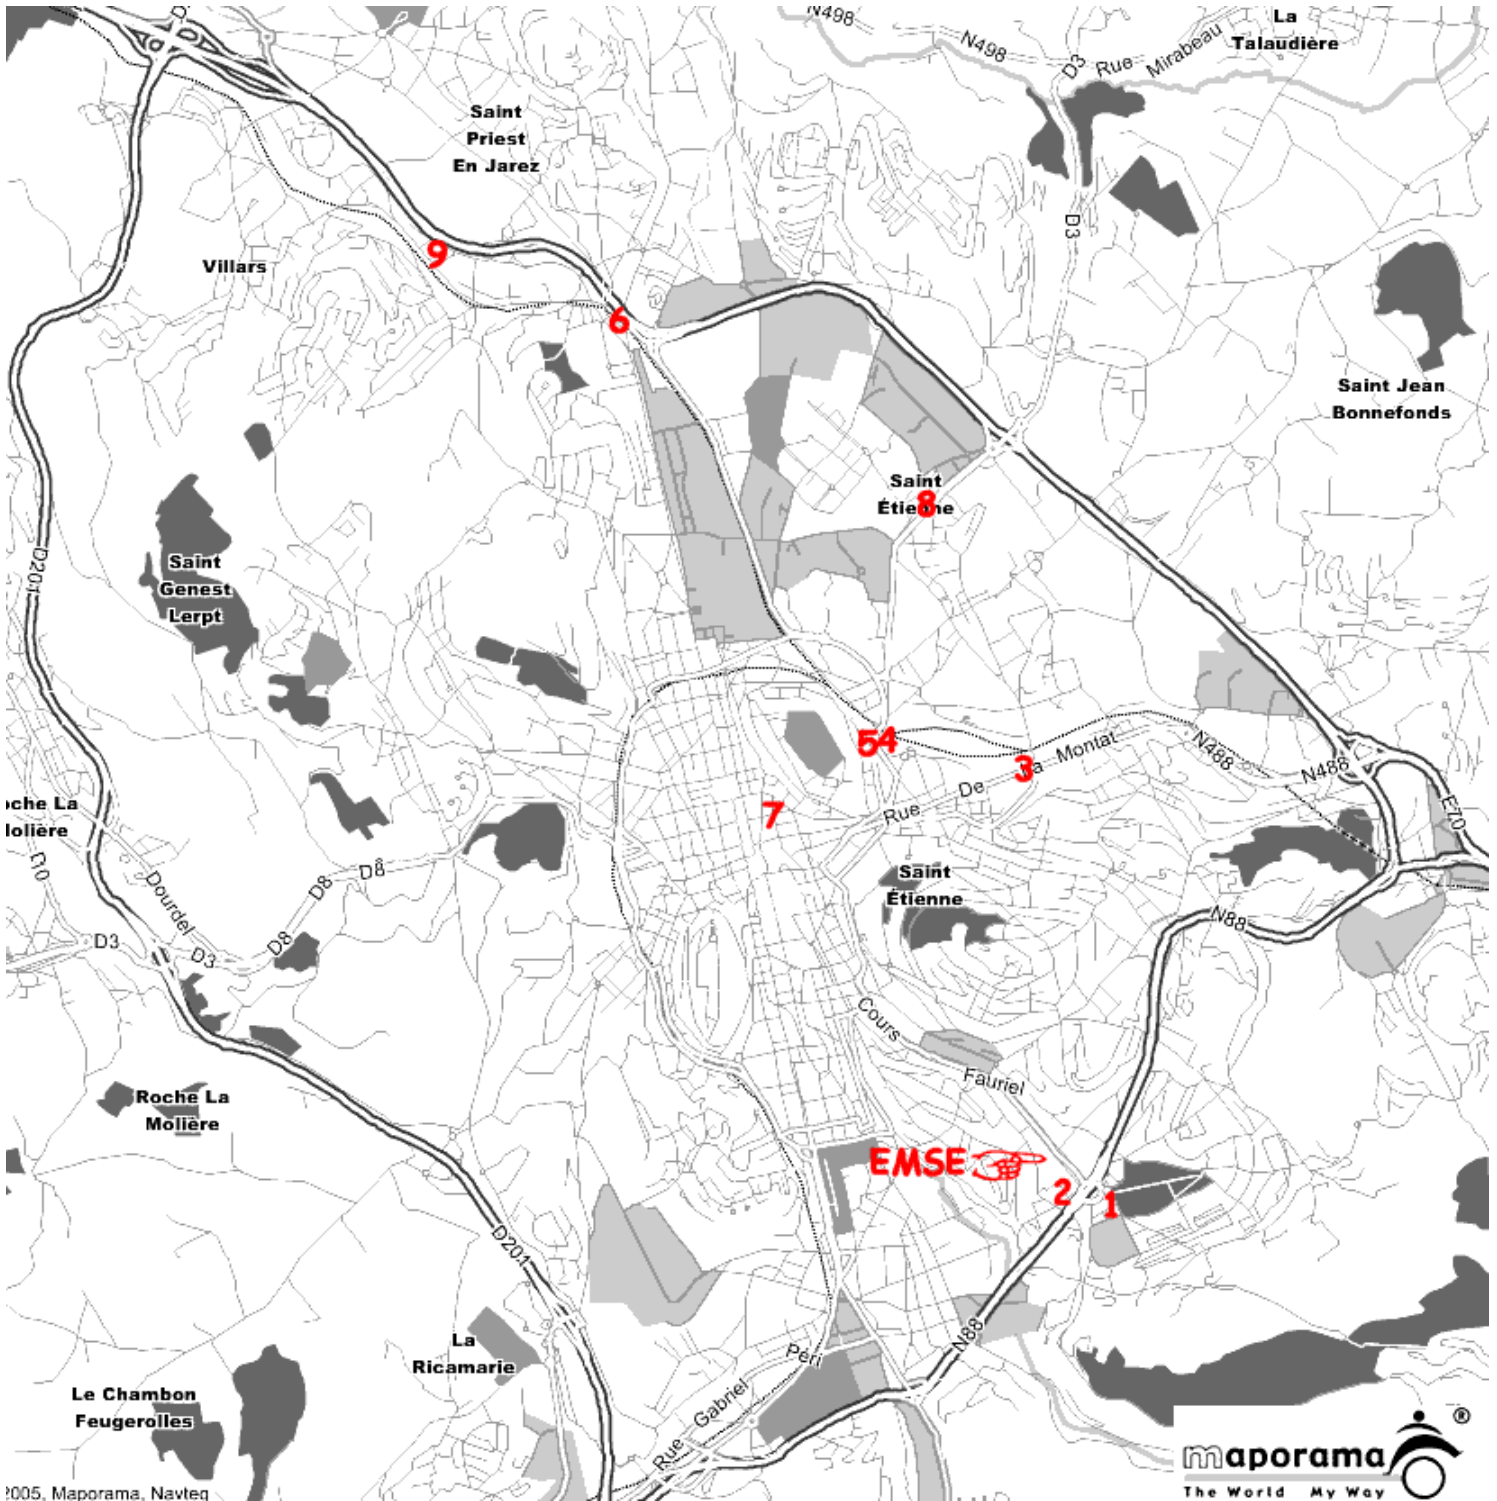 N498
La
Talaudière
N498
D3
Rue
Mirabeau
Saint
Priest
En Jarez
D3
9
Villars
6
Saint Jean
Bonnefonds
Saint
Étienne
8
D201
Saint
Genest
Lerpt
54
3
La
Montat
N488
N488
De
Rue
7
E70
oche La
Iolière
D8
D8
Dourdel
Saint
Étienne
N88
D3
D8
D3
Cours
Fauriel
Roche La
Molière
EMSE
2
1
D201
N88
La
Ricamarie
Péri
Gabriel
Rue
Le Chambon
Feugerolles
maporama®
The World My Way
2005, Maporama, Navteq